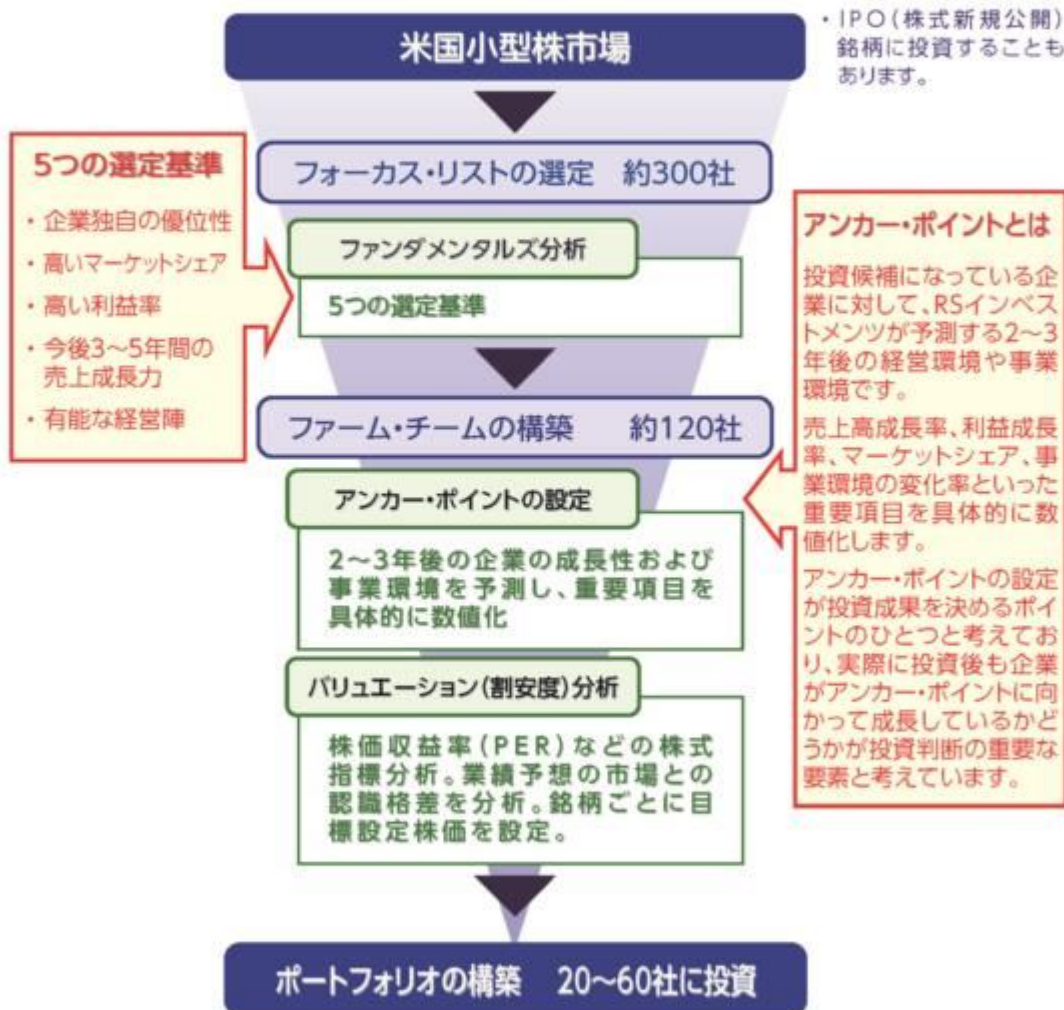 米国小型株市場
・IPO(株式新規公開)
銘柄に投資することも
あります。
フォーカス・リストの選定 約300社
5つの選定基準
・企業独自の優位性
・高いマーケットシェア
・高い利益率
・今後3〜5年間の
売上成長力
・有能な経営陣
ファンダメンタルズ分析
5つの選定基準
ファーム・チームの構築 約120社
アンカー・ポイントの設定
2〜3年後の企業の成長性および
事業環境を予測し、重要項目を
具体的に数値化
アンカー・ポイントとは
投資候補になっている企
業に対して、RSインベス
トメンツが予測する2〜3
年後の経営環境や事業
環境です。
売上高成長率、利益成長
率、マーケットシェア、事
業環境の変化率といった
重要項目を具体的に数
値化します。
アンカー・ポイントの設定
が投資成果を決めるポイ
ントのひとつと考えてお
り、実際に投資後も企業
がアンカー・ポイントに向
かって成長しているかど
うかが投資判断の重要な
要素と考えています。
バリュエーション(割安度)分析
株価収益率(PER)などの株式
指標分析。業績予想の市場との
認識格差を分析。銘柄ごとに目
標設定株価を設定。
ポートフォリオの構築 20〜60社に投資